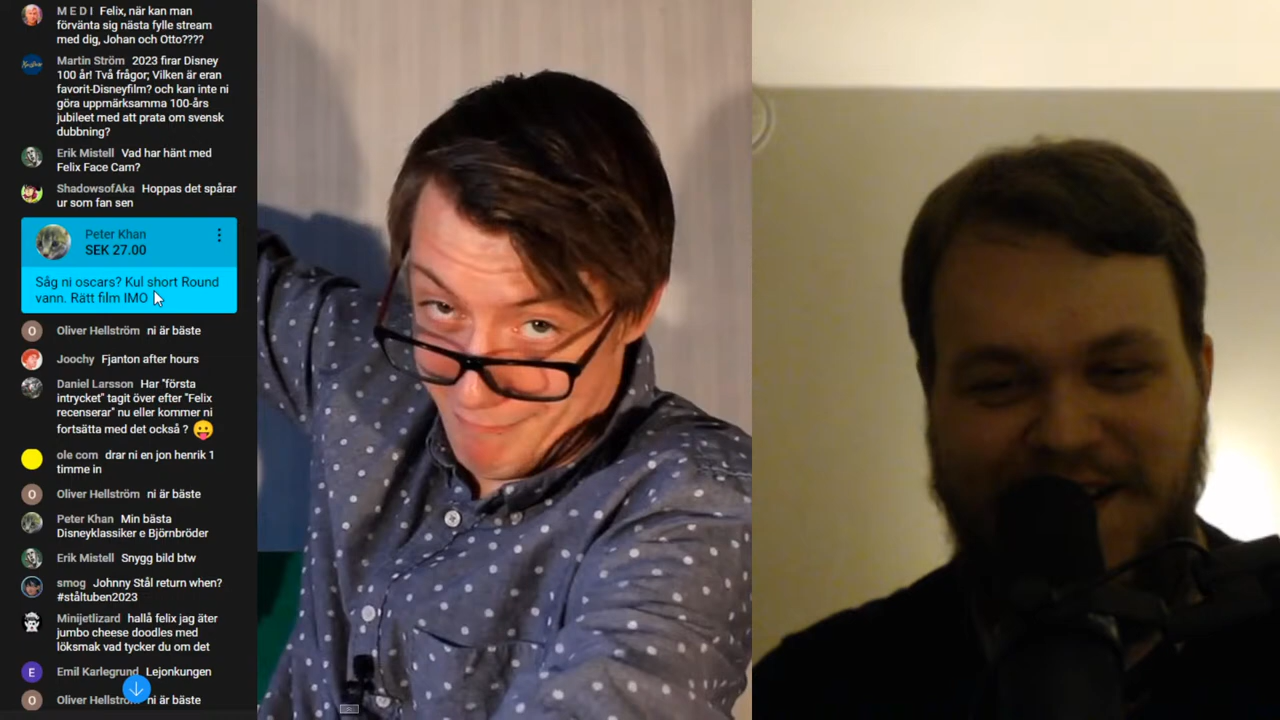 M E D I Felix, när kan man
förvänta sig nästa fylle stream
med dig, Johan och Otto????
Martin Ström 2023 firar Disney
100 år! Två frågor; Vilken är eran
favorit-Disneyfilm? och kan inte ni
göra uppmärksamma 100-års
jubileet med att prata om svensk
dubbning?
Erik Mistell Vad har hänt med
Felix Face Cam?
ShadowsofAka Hoppas det spårar
ur som fan sen
Peter Khan
SEK 27.00
Såg ni oscars? Kul short Round
vann. Rätt film IMO
O Oliver Hellström ni är bäste
Joochy Fjanton after hours
Daniel Larsson Har "första
intrycket" tagit över efter "Felix
recenserar" nu eller kommer ni
fortsätta med det också ?
ole com drar ni en jon henrik 1
timme in
O Oliver Hellström ni är bäste
Peter Khan Min bästa
Disneyklassiker e Björnbröder
Erik Mistell Snygg bild btw
smog Johnny Stål return when?
#ståltuben2023
Minijetlizard hallå felix jag äter
jumbo cheese doodles med
löksmak vad tycker du om det
E Emil Karlegrund Lejonkungen
O Oliver Hellström ni är bäste